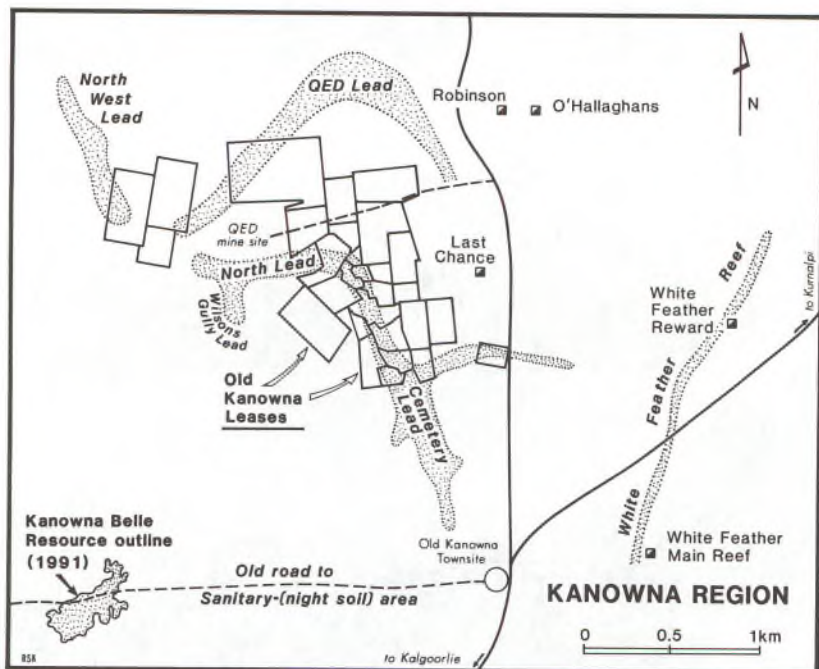 North
West
Lead
QED Lead
Robinson
O'Hallaghans
N
QED
mine site
North Lead
Wilsons
Gully Lead
Last
Chance
White
Feather
Reward
Reef
to Kurnalpi
Old
Kanowna
Leases
Cemetery
Lead
Feather
White
Kanowna Belle
Resource outline
(1991)
Old Kanowna
Townsite
White Feather
Main Reef
Old road to
Sanitary-(night soil) area
KANOWNA REGION
0 0.5 1km
RSK
to Kalgoorlie